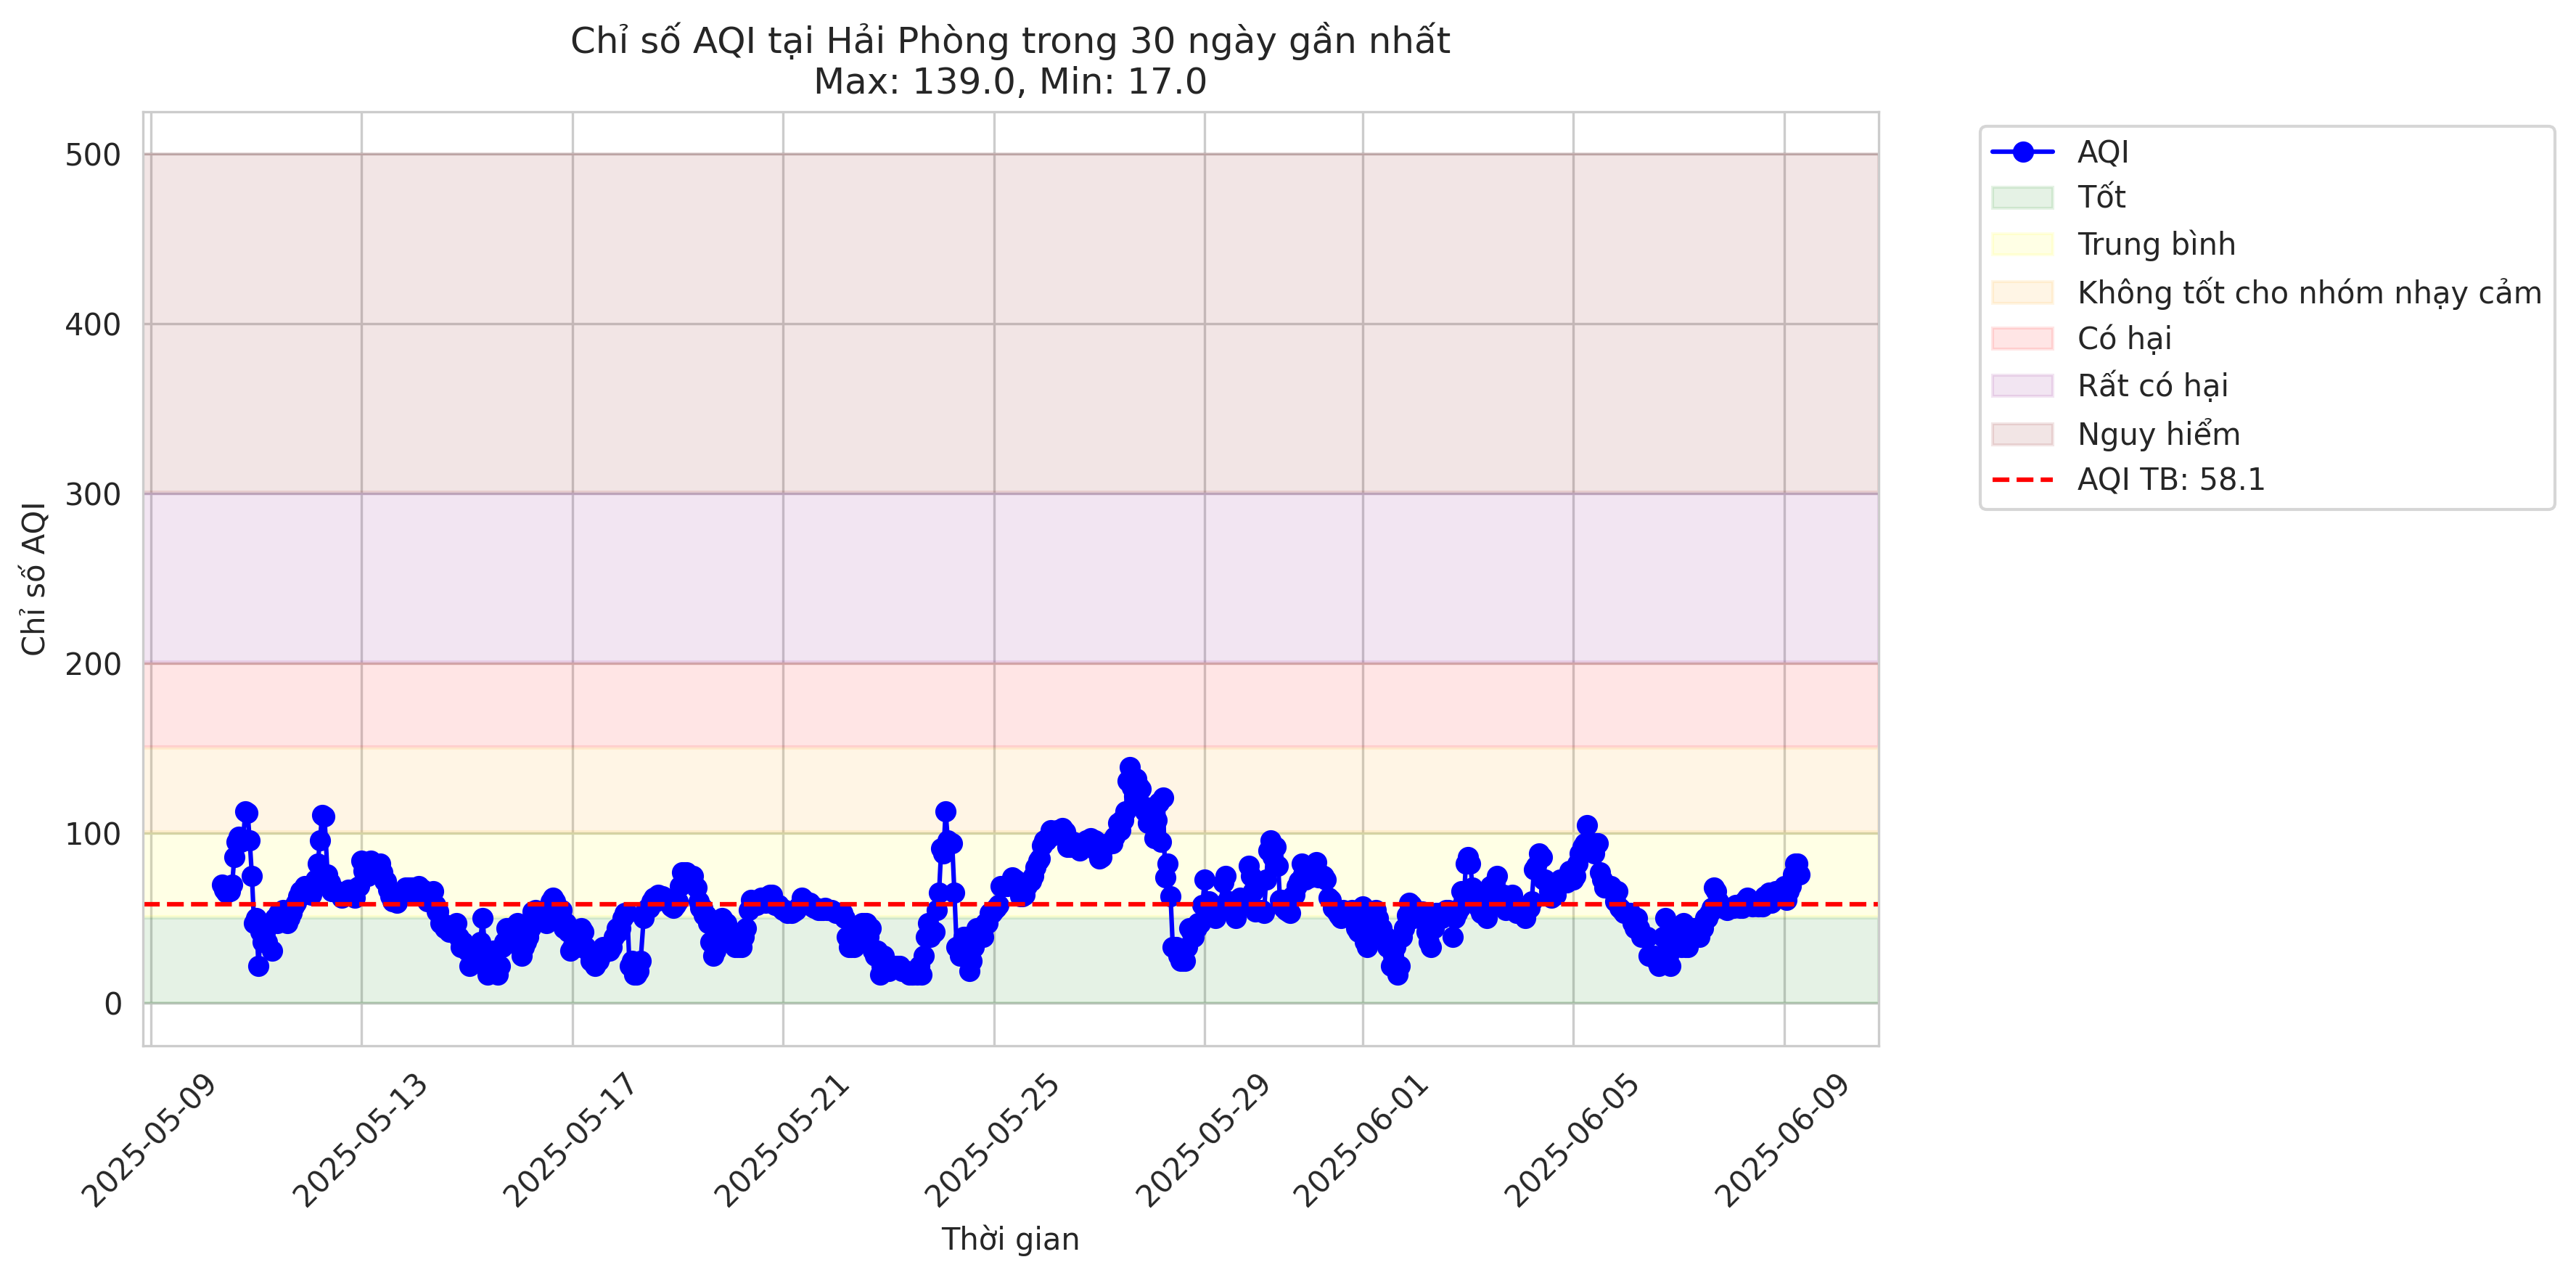 Chỉ số AQI tại Hải Phòng trong 30 ngày gần nhất
Max: 139.0, Min: 17.0
Chỉ số AQI
500
400
300
200
100
0
2025-05-09
2025-05-13
2025-05-17
2025-05-21
2025-05-25
2025-05-29
2025-06-01
2025-06-05
2025-06-09
Thời gian
AQI
Tốt
Trung bình
Không tốt cho nhóm nhạy cảm
Có hại
Rất có hại
Nguy hiểm
AQI TB: 58.1